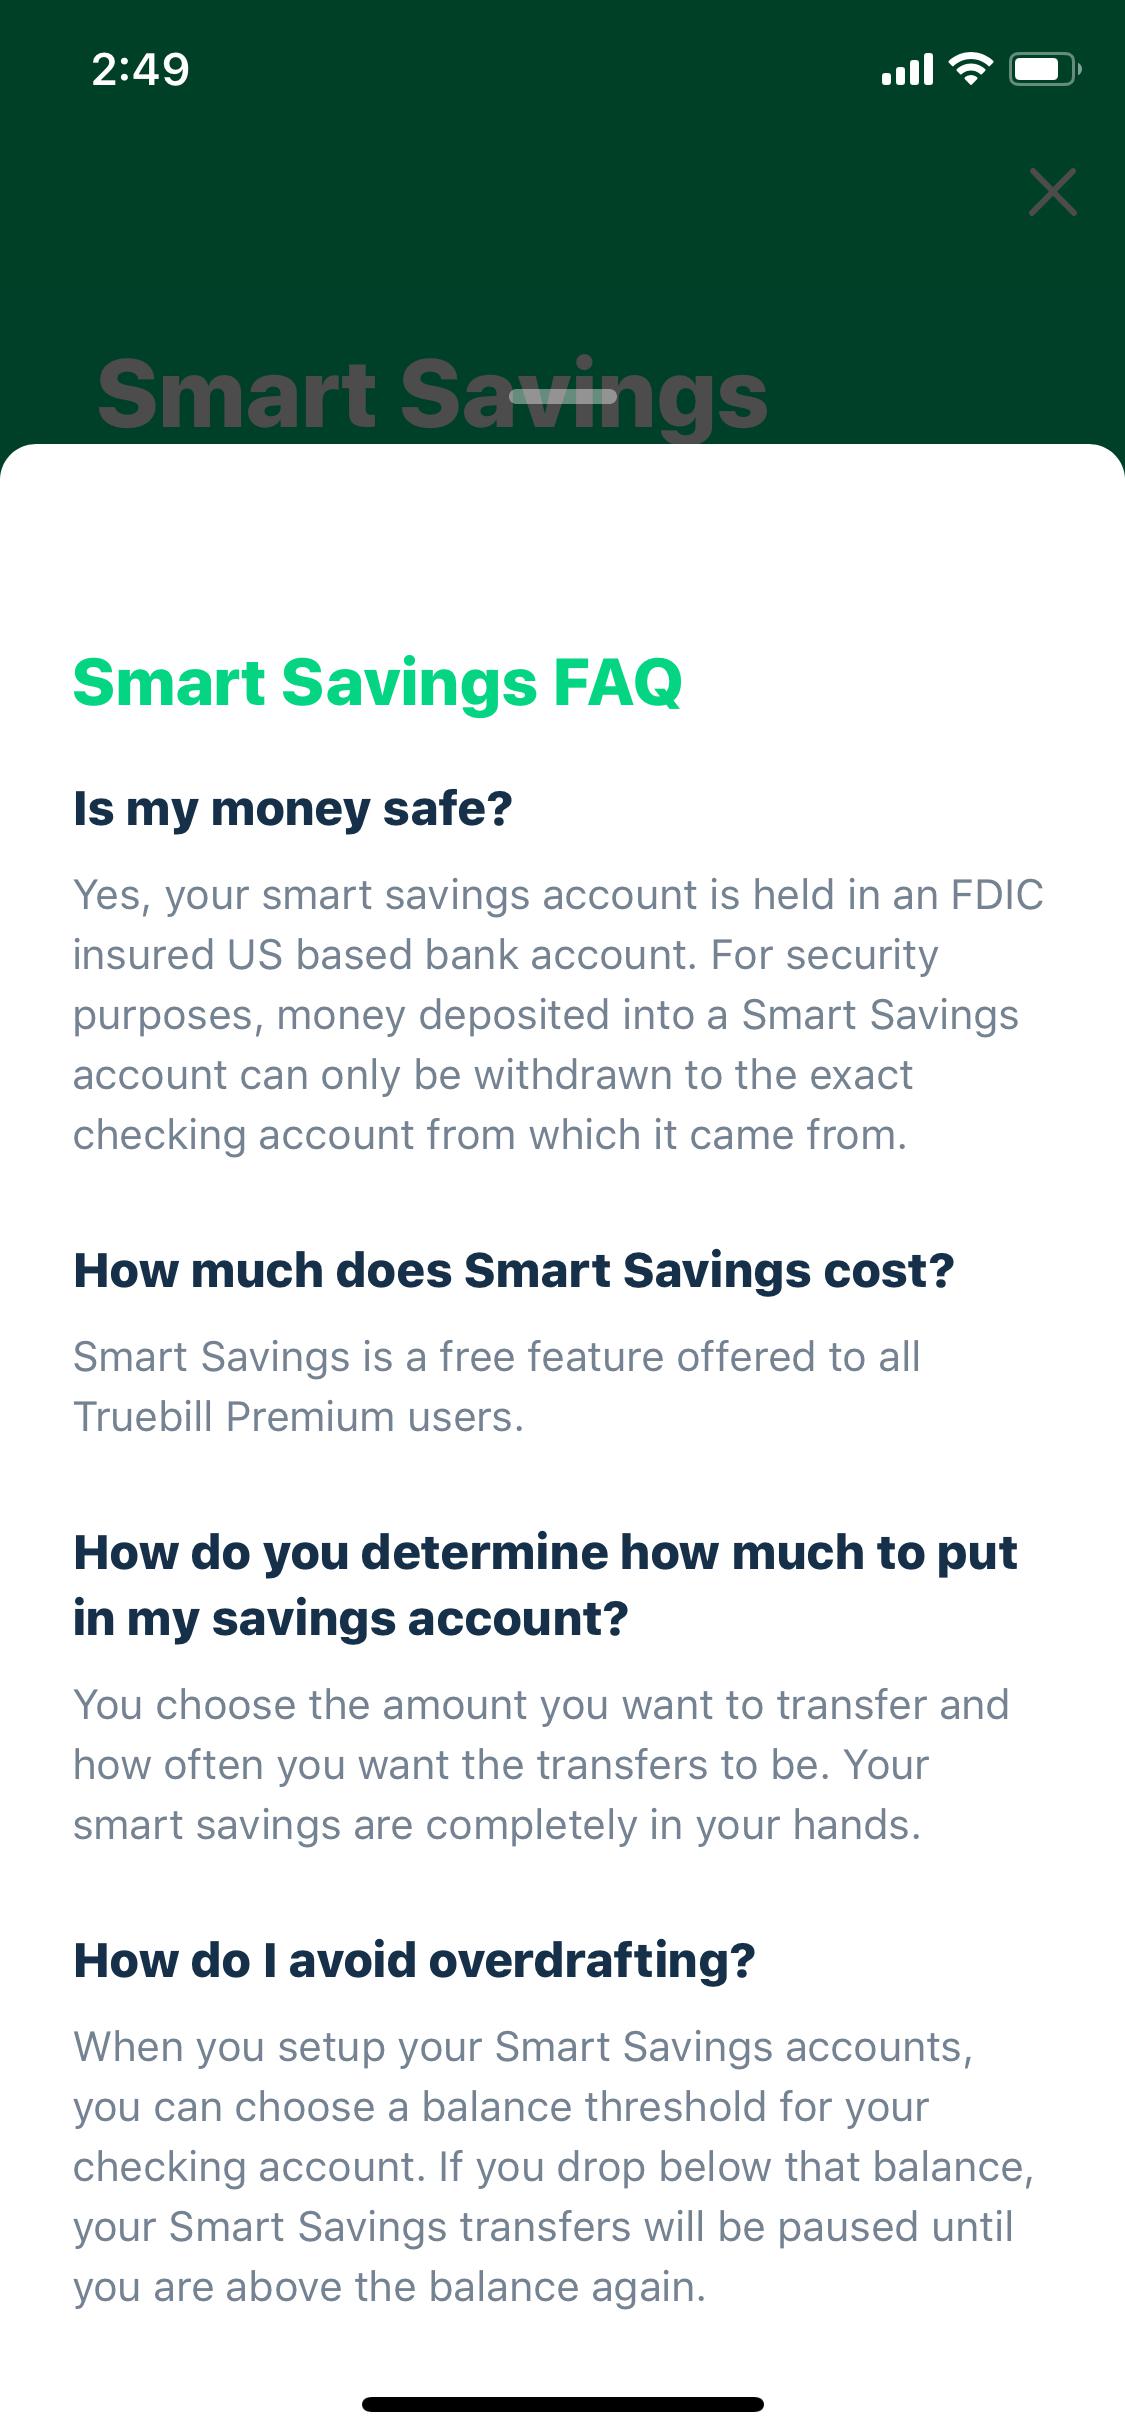 2:49
Smart Savings
Smart Savings FAQ
Is my money safe?
Yes, your smart savings account is held in an FDIC
insured US based bank account. For security
purposes, money deposited into a Smart Savings
account can only be withdrawn to the exact
checking account from which it came from.
How much does Smart Savings cost?
Smart Savings is a free feature offered to all
Truebill Premium users.
How do you determine how much to put
in my savings account?
You choose the amount you want to transfer and
how often you want the transfers to be. Your
smart savings are completely in your hands.
How do I avoid overdrafting?
When you setup your Smart Savings accounts,
you can choose a balance threshold for your
checking account. If you drop below that balance,
your Smart Savings transfers will be paused until
you are above the balance again.